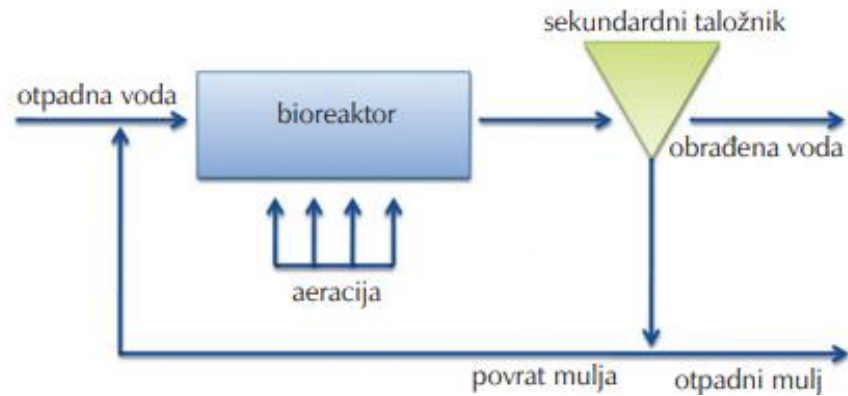 sekundardni taložnik
otpadna voda
bioreaktor
obrađena voda
aeracija
povrat mulja
otpadni mulj